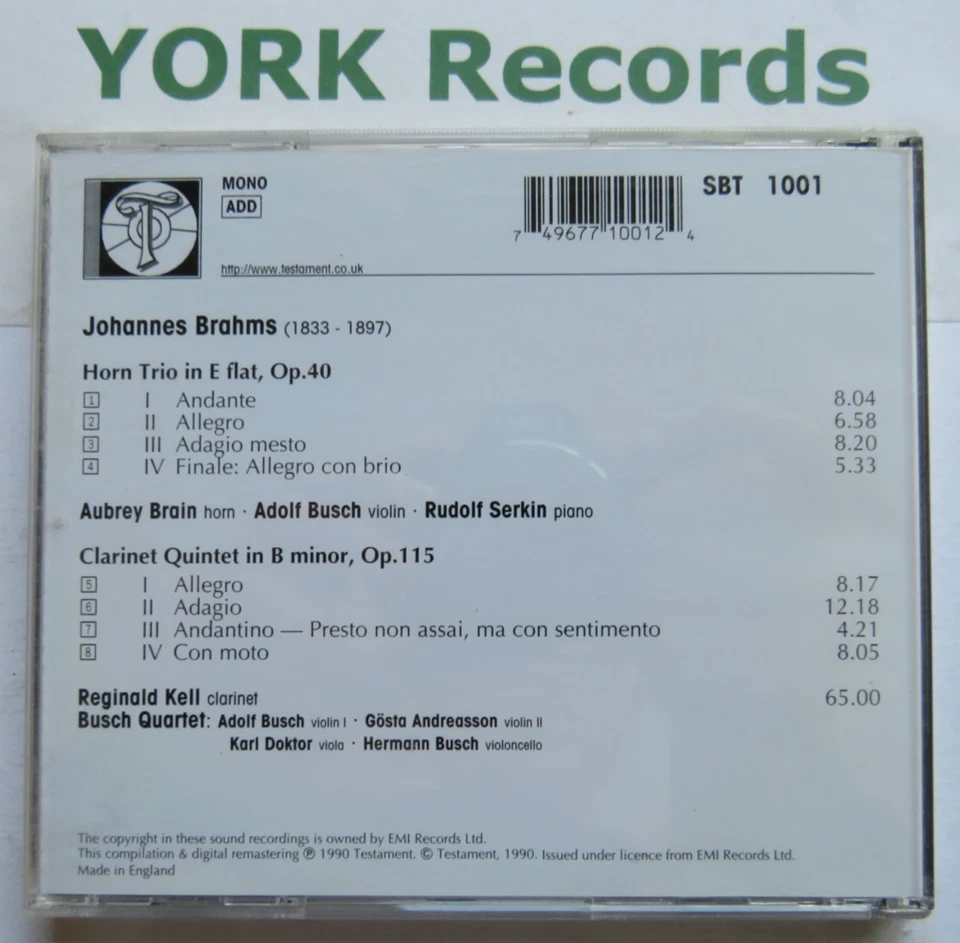 YORK Records
MONO
ADD
7 49677 10012 4
SBT 1001
http://www.testament.co.uk
Johannes Brahms (1833 - 1897)
Horn Trio in E flat, Op.40
1 I Andante 8.04
2 II Allegro 6.58
3 III Adagio mesto 8.20
4 IV Finale: Allegro con brio 5.33
Aubrey Brain horn · Adolf Busch violin · Rudolf Serkin piano
Clarinet Quintet in B minor, Op.115
5 I Allegro 8.17
6 II Adagio 12.18
7 III Andantino — Presto non assai, ma con sentimento 4.21
8 IV Con moto 8.05
Reginald Kell clarinet 65.00
Busch Quartet: Adolf Busch violin I · Gösta Andreasson violin II
Karl Doktor viola · Hermann Busch violoncello
The copyright in these sound recordings is owned by EMI Records Ltd.
This compilation & digital remastering ℗ 1990 Testament. © Testament, 1990. Issued under licence from EMI Records Ltd.
Made in England